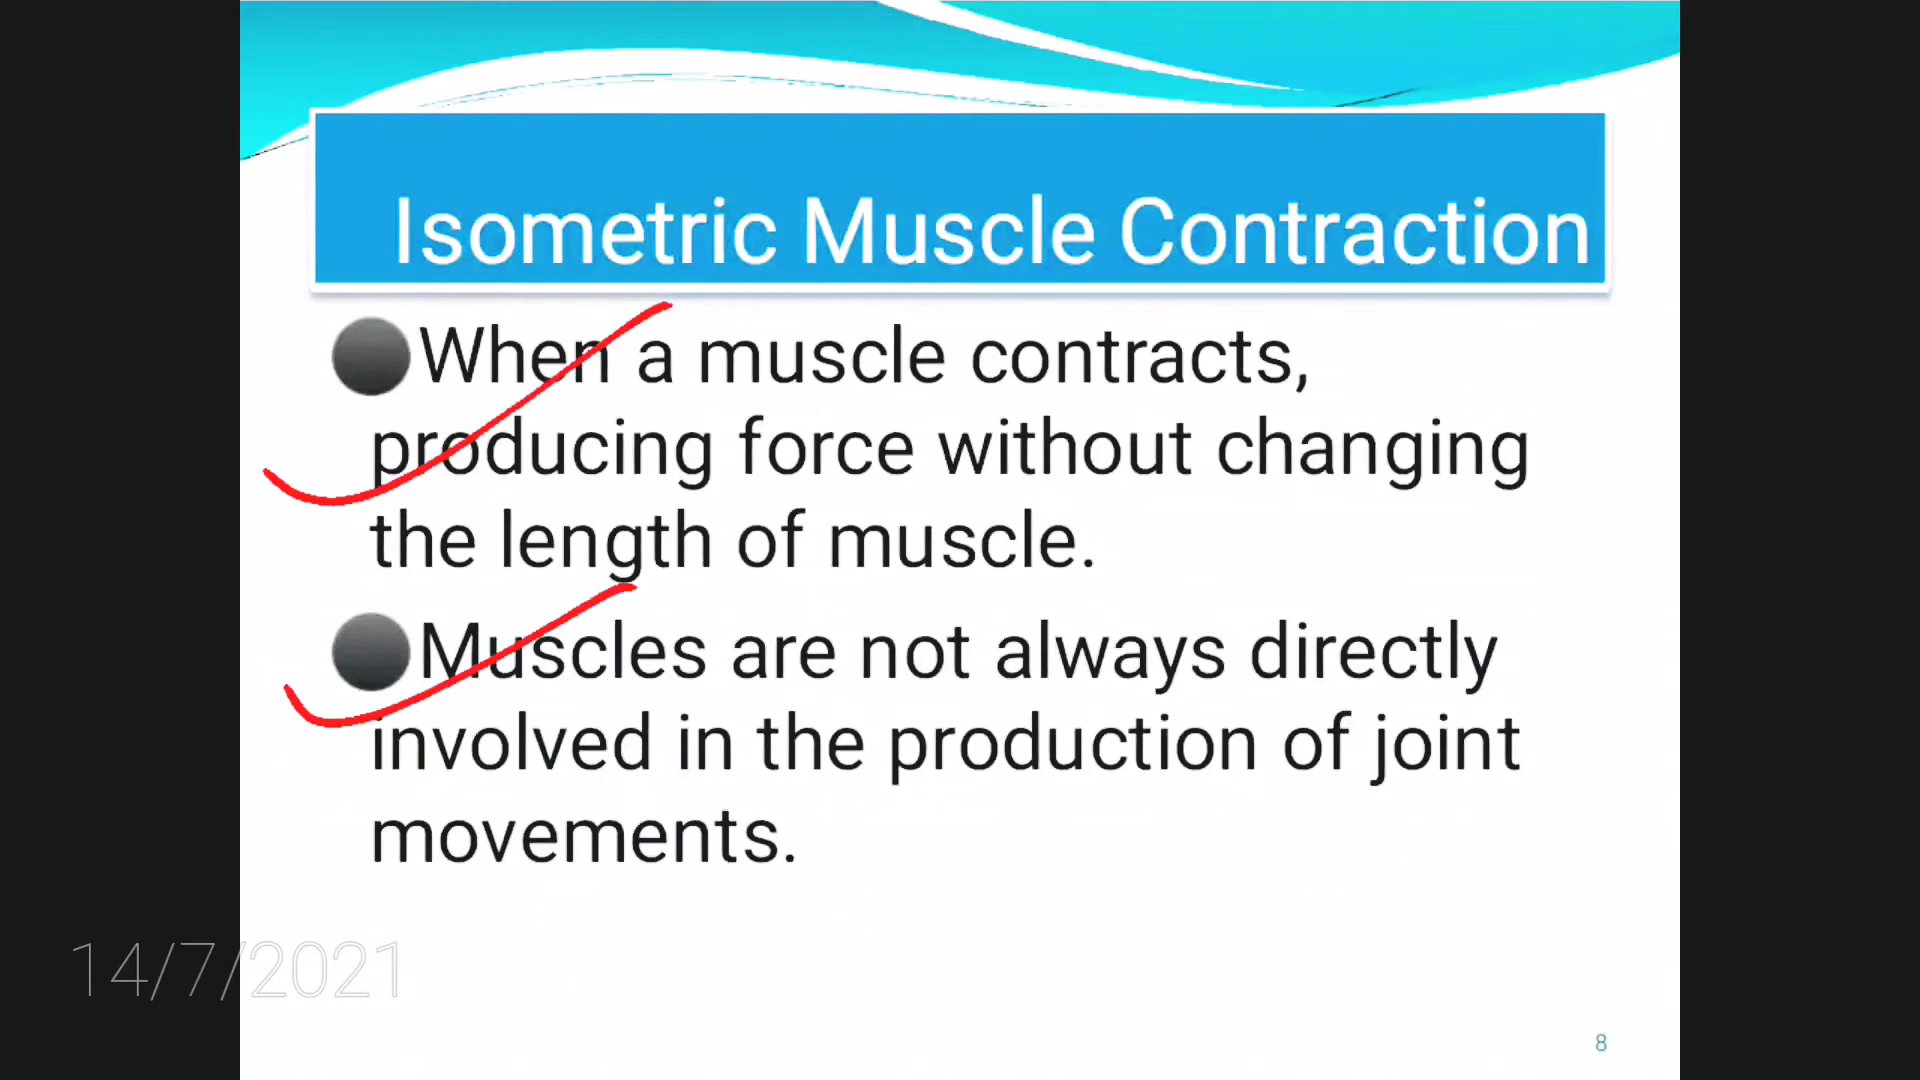 Isometric Muscle Contraction
When a muscle contracts,
producing force without changing
the length of muscle.
Muscles are not always directly
involved in the production of joint
movements.
14/7/2021
8